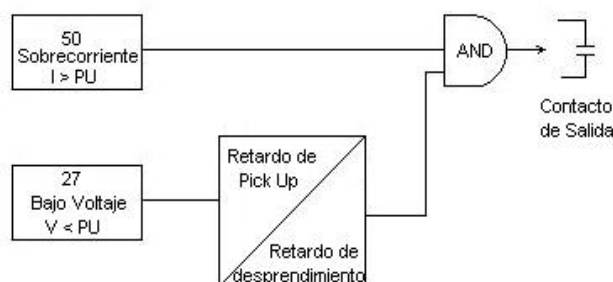 50
Sobrecorriente
I > PU
AND
Contacto
de Salida
27
Bajo Voltaje
V < PU
Retardo de
Pick Up
Retardo de
desprendimiento